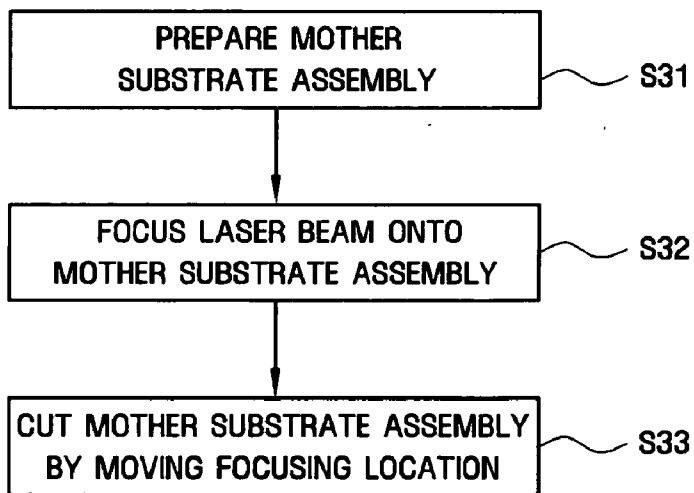 PREPARE MOTHER
SUBSTRATE ASSEMBLY
S31
FOCUS LASER BEAM ONTO
MOTHER SUBSTRATE ASSEMBLY
S32
CUT MOTHER SUBSTRATE ASSEMBLY
BY MOVING FOCUSING LOCATION
S33